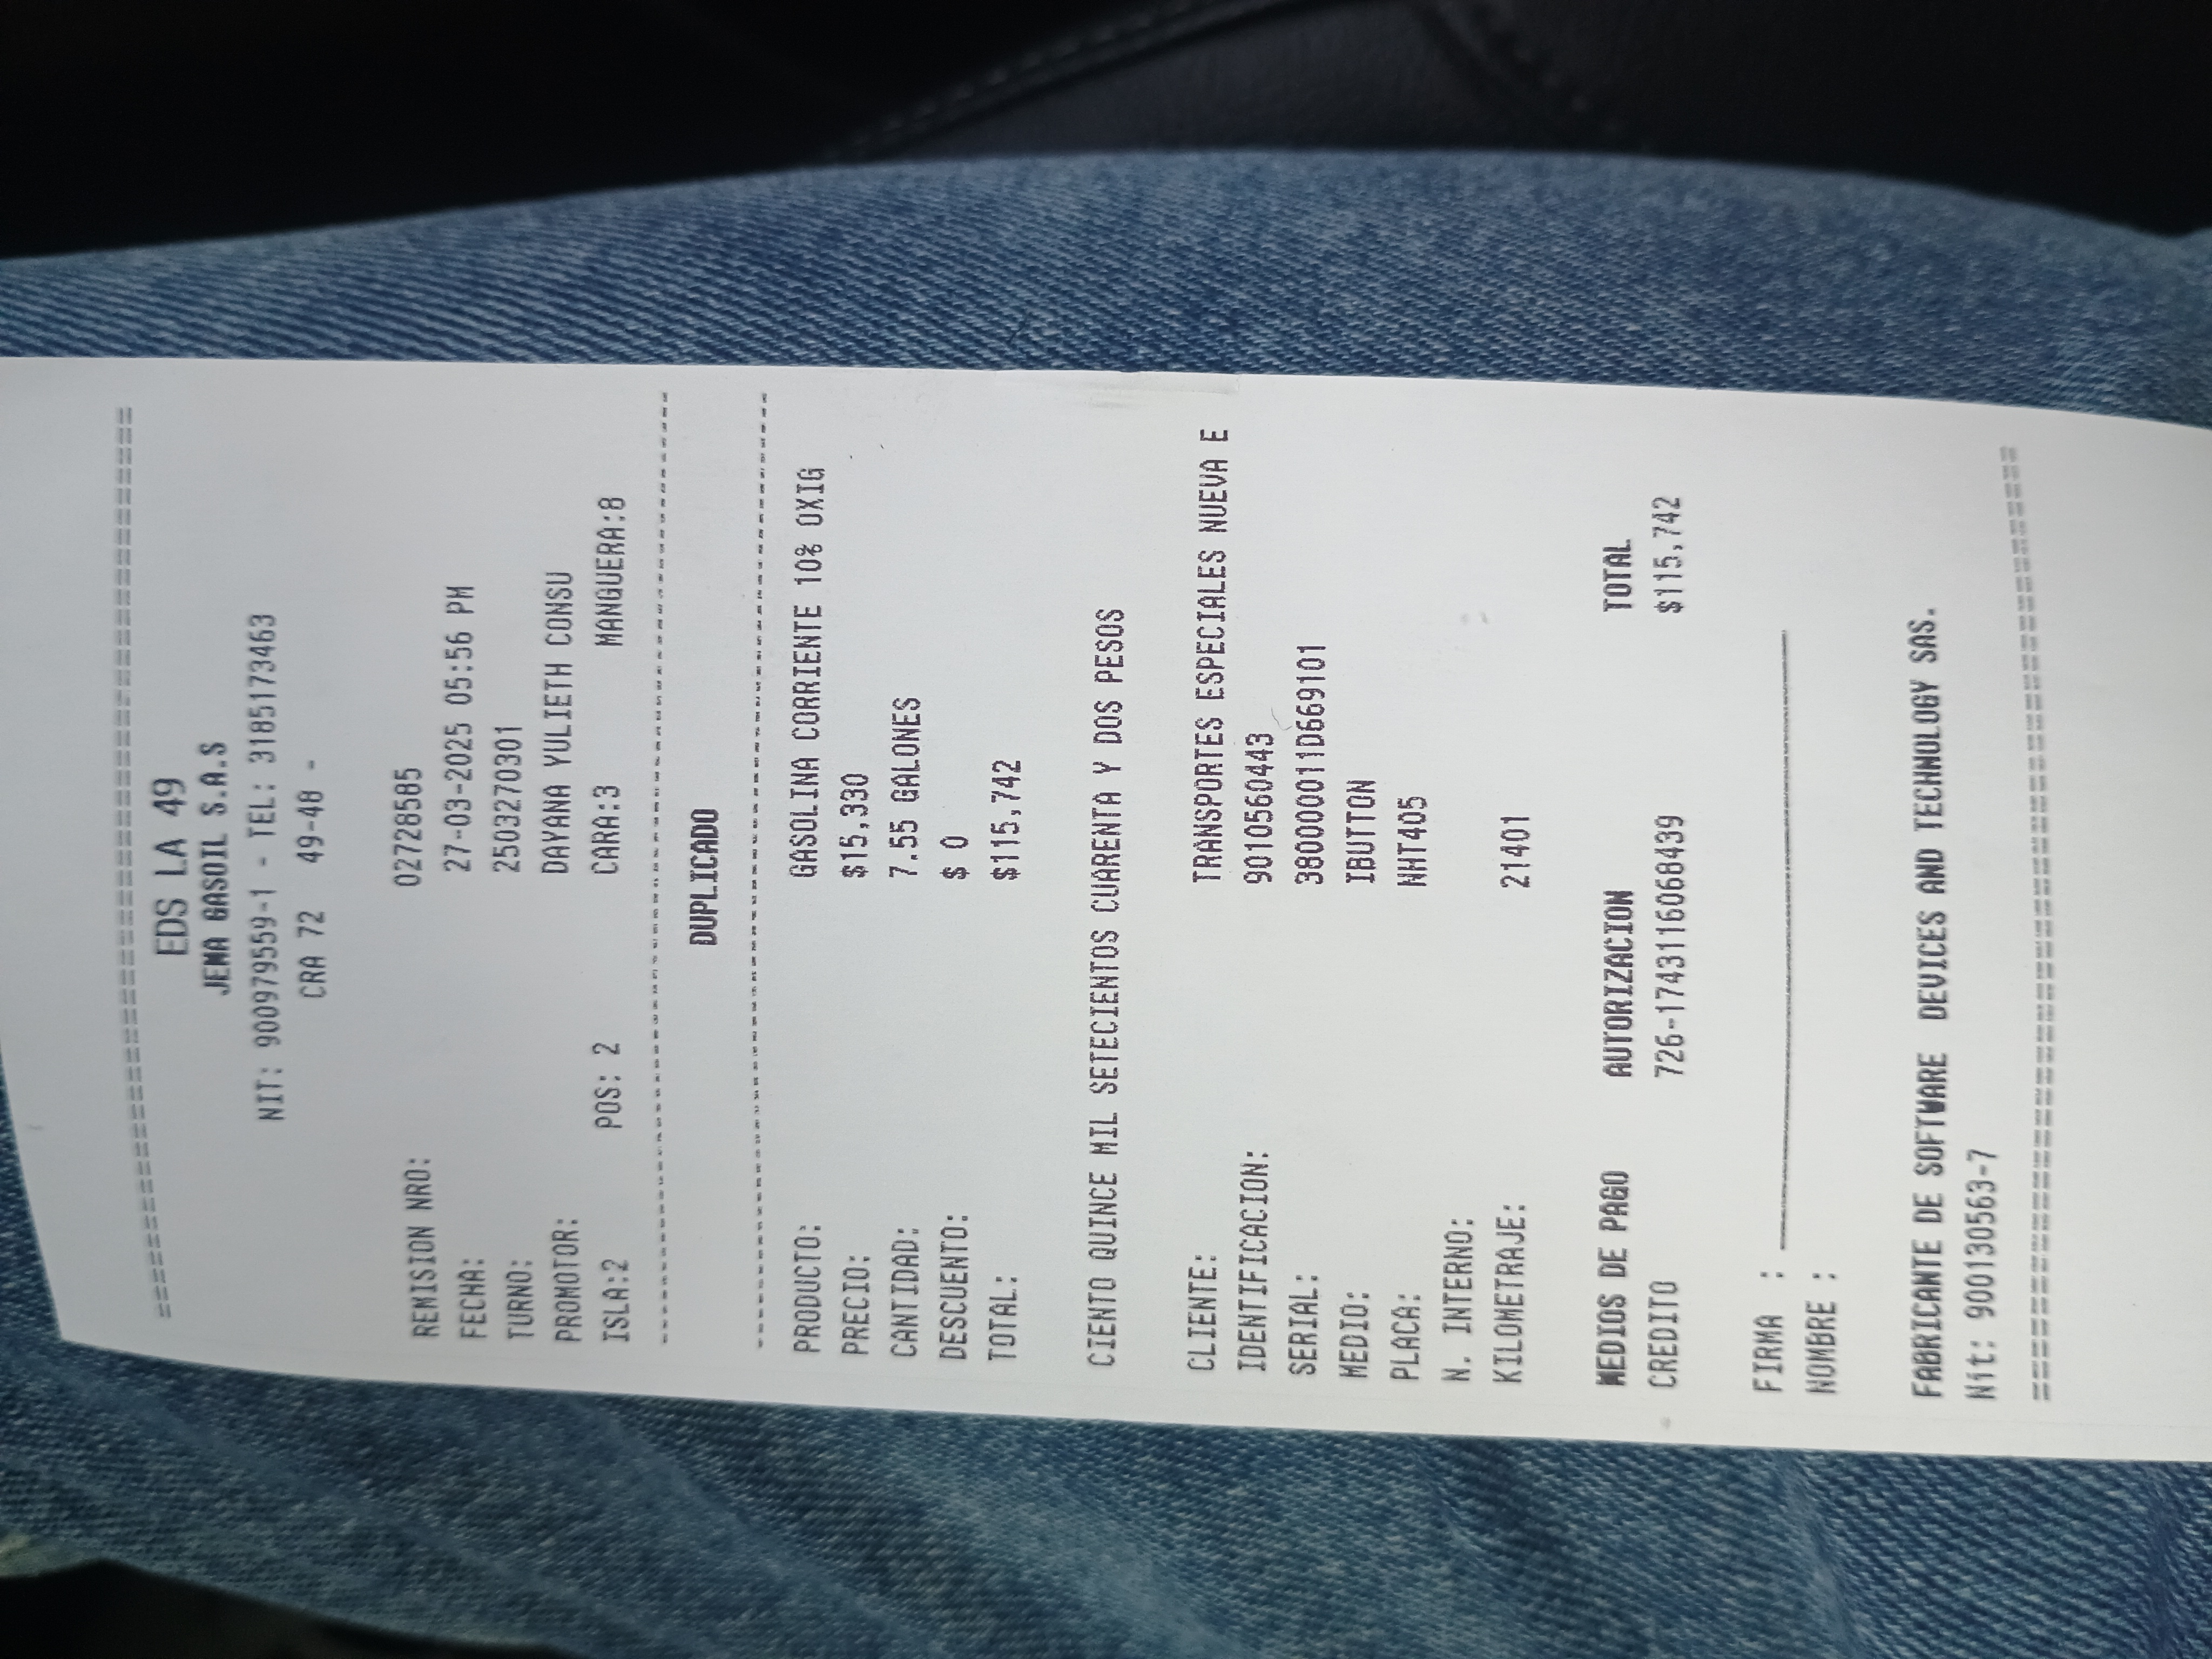 ================================
EDS LA 49
JEMA GASOIL S.A.S
NIT: 900979559-1 - TEL: 3185173463
CRA 72 49-48 -
REMISION NRO: 02728585
FECHA: 27-03-2025 05:56 PM
TURNO: 2503270301
PROMOTOR: DAYANA YULIETH CONSU
ISLA:2 POS: 2 CARA:3 MANGUERA:8
--------------------------------
DUPLICADO
--------------------------------
PRODUCTO: GASOLINA CORRIENTE 10% OXIG
PRECIO: $15,330
CANTIDAD: 7.55 GALONES
DESCUENTO: $ 0
TOTAL: $115,742
CIENTO QUINCE MIL SETECIENTOS CUARENTA Y DOS PESOS
CLIENTE: TRANSPORTES ESPECIALES NUEVA E
IDENTIFICACION: 9010560443
SERIAL: 380000011D669101
MEDIO: IBUTTON
PLACA: NHT405
N. INTERNO:
KILOMETRAJE: 21401
MEDIOS DE PAGO AUTORIZACION TOTAL
CREDITO 726-1743116068439 $115,742
FIRMA : ____________________
NOMBRE :
FABRICANTE DE SOFTWARE DEVICES AND TECHNOLOGY SAS.
Nit: 900130563-7
================================